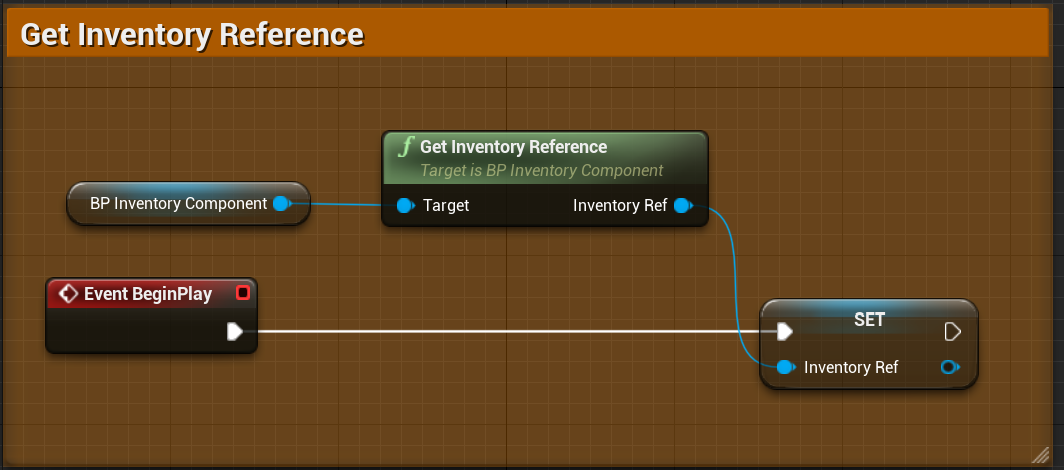 Get Inventory Reference
f Get Inventory Reference
Target is BP Inventory Component
BP Inventory Component
Target
Inventory Ref
Event BeginPlay
SET
Inventory Ref